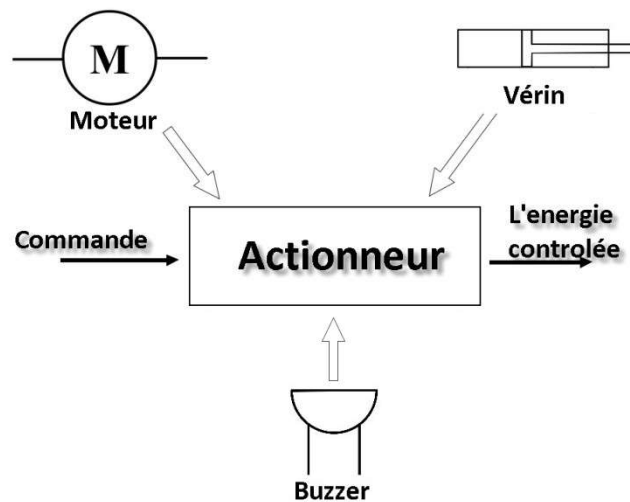 M
Moteur
Vérin
Commande
Actionneur
L'energie
controlée
Buzzer